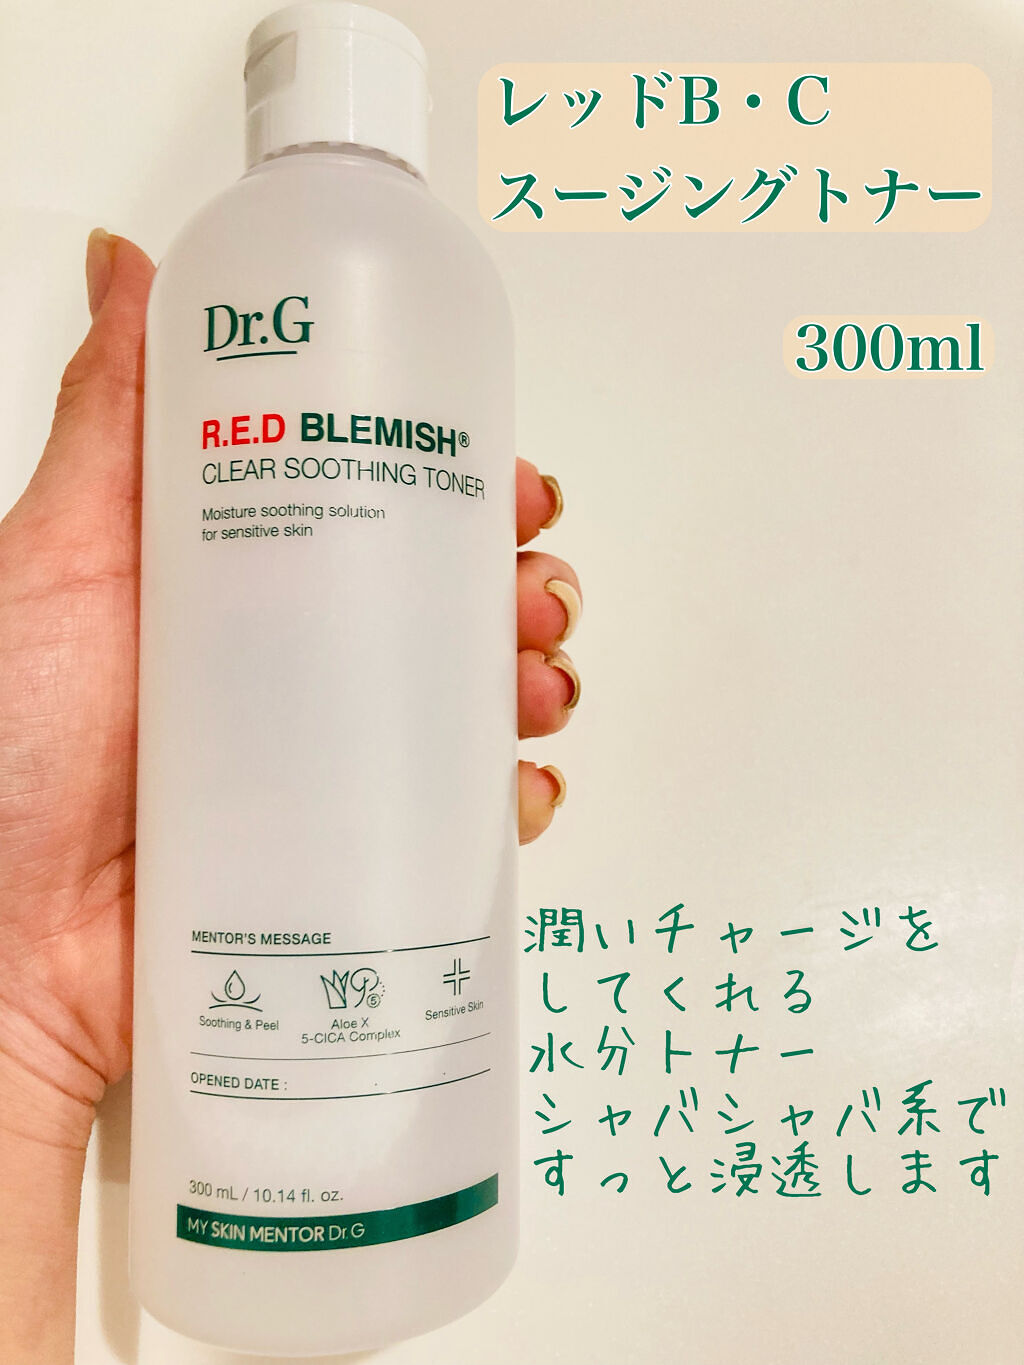 レッドB・C
スージングトナー
300ml
Dr.G
R.E.D BLEMISH®
CLEAR SOOTHING TONER
Moisture soothing solution
for sensitive skin
MENTOR'S MESSAGE
Soothing & Peel
Aloe X
5-CICA Complex
5
Sensitive Skin
OPENED DATE :
300 mL / 10.14 fl. oz.
MY SKIN MENTOR Dr.G
潤いチャージを
してくれる
水分トナー
シャバシャバ系で
すっと浸透します